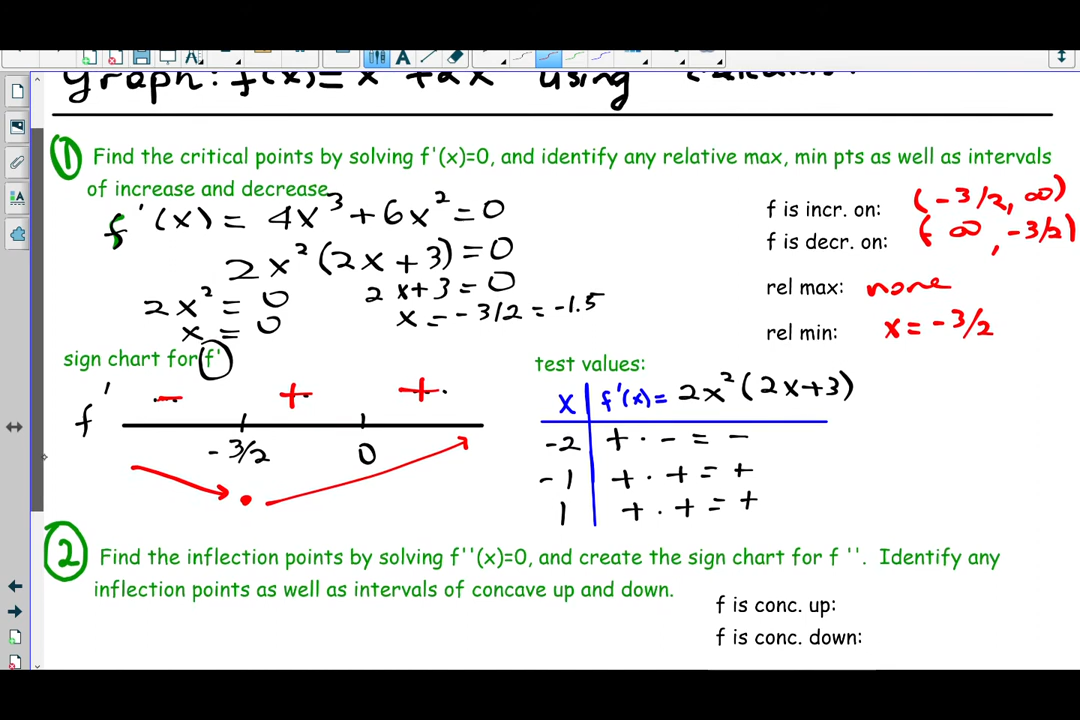 Graph: f(x)= x + 2x using
① Find the critical points by solving f'(x)=0, and identify any relative max, min pts as well as intervals
of increase and decrease.
f'(x) = 4x³ + 6x² = 0
2x²(2x + 3) = 0
2x² = 0
x = 0
2x+3 = 0
x = -3/2 = -1.5
f is incr. on: (-3/2, ∞)
f is decr. on: (-∞, -3/2)
rel max: none
rel min: x = -3/2
sign chart for f'
f' - + +
-3/2 0
test values:
x f'(x)= 2x²(2x+3)
-2 + · - = -
-1 + · + = +
1 + · + = +
② Find the inflection points by solving f''(x)=0, and create the sign chart for f ''. Identify any
inflection points as well as intervals of concave up and down.
f is conc. up:
f is conc. down: